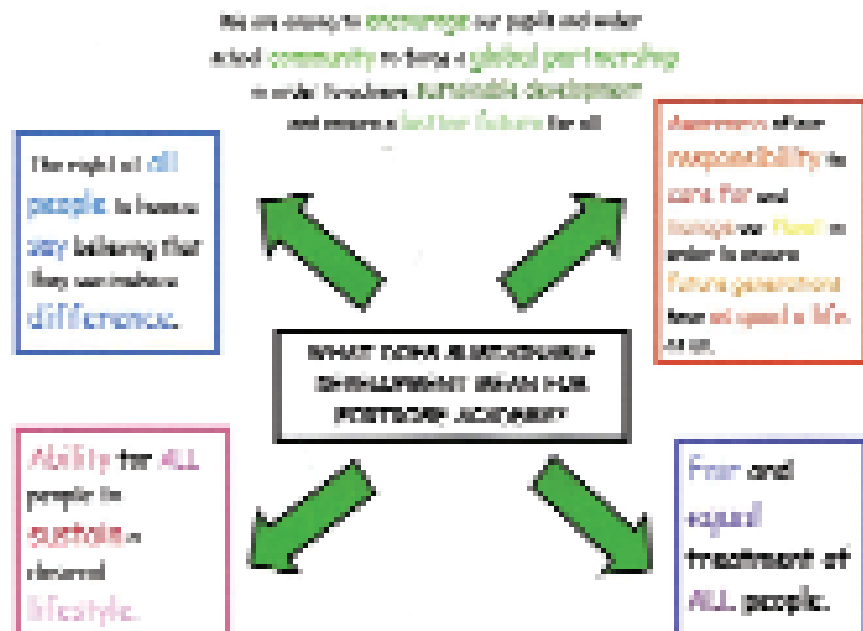 We are aiming to encourage our pupils and wider
school community to forge a global partnership
in order to achieve sustainable development
and ensure a better future for all
The right of all
people to have a
say believing that
they can make a
difference.
Awareness of our
responsibility to
care for and
our Planet in
order to ensure
future generations
have as good a life
as us.
WHAT DOES SUSTAINABLE
DEVELOPMENT MEAN FOR
ACADEMY?
Ability for ALL
people to
sustain a
desired
lifestyle.
Fair and
equal
treatment of
ALL people.